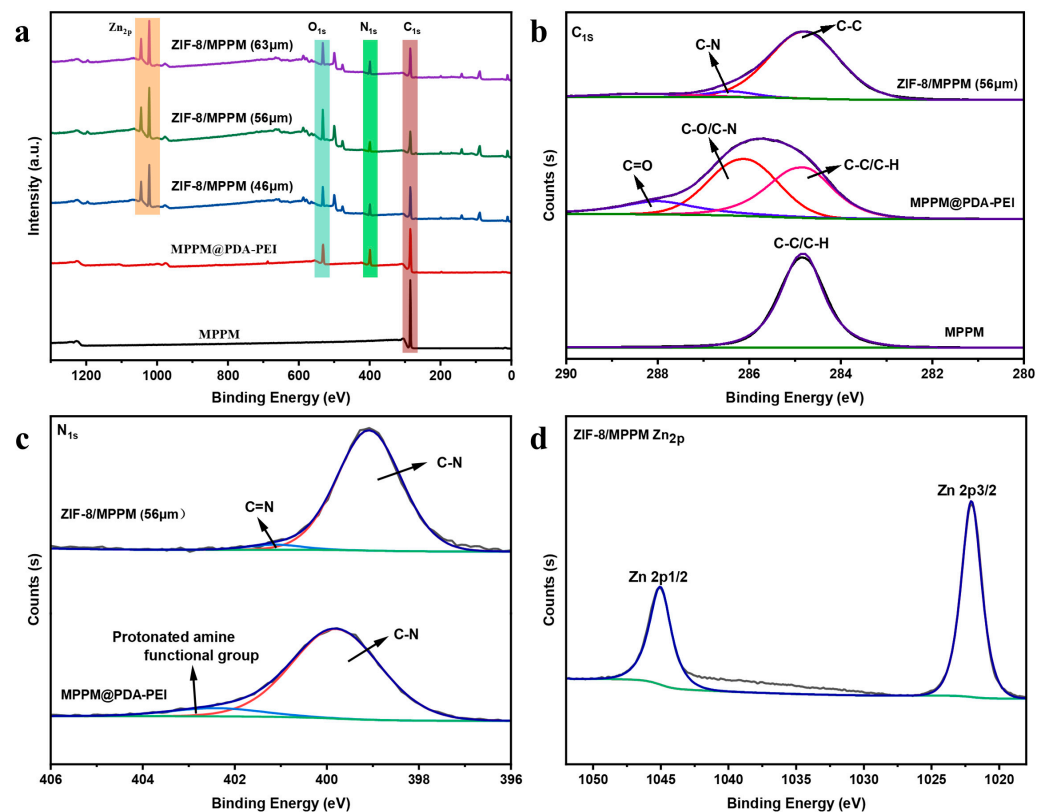 a
Zn2p
O1s
N1s
C1s
ZIF-8/MPPM (63μm)
ZIF-8/MPPM (56μm)
ZIF-8/MPPM (46μm)
MPPM@PDA-PEI
MPPM
Intensity (a.u.)
1200 1000 800 600 400 200 0
Binding Energy (eV)
b
C1S
C-N
C-C
ZIF-8/MPPM (56μm)
C-O/C-N
C=O
C-C/C-H
MPPM@PDA-PEI
C-C/C-H
MPPM
Counts (s)
290 288 286 284 282 280
Binding Energy (eV)
c
N1s
C-N
C=N
ZIF-8/MPPM (56μm)
Protonated amine
functional group
C-N
MPPM@PDA-PEI
Counts (s)
406 404 402 400 398 396
Binding Energy (eV)
d
ZIF-8/MPPM Zn2p
Zn 2p3/2
Zn 2p1/2
Counts (s)
1050 1045 1040 1035 1030 1025 1020
Binding Energy (eV)